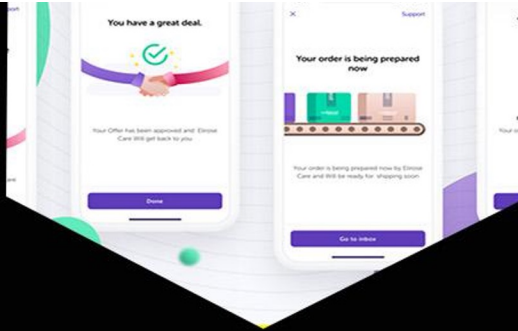 You have a great deal.
Your Offer has been approved and Elrose
Care Will get back to you
Done
Support
Your order is being prepared
now
Your order is being prepared now by Elrose
Care and Will be ready for shipping soon
Go to inbox